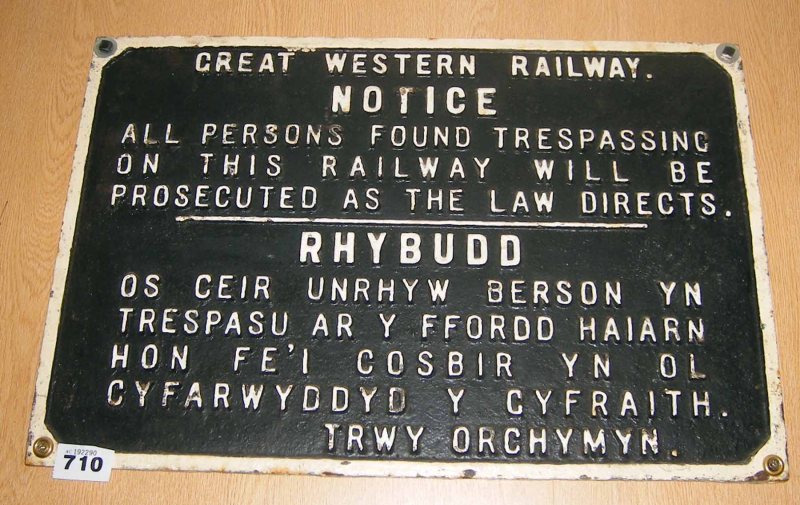 GREAT WESTERN RAILWAY.
NOTICE
ALL PERSONS FOUND TRESPASSING
ON THIS RAILWAY WILL BE
PROSECUTED AS THE LAW DIRECTS.
RHYBUDD
OS CEIR UNRHYW BERSON YN
TRESPASU AR Y FFORDD HAIARN
HON FE'I COSBIR YN OL
CYFARWYDDYD Y CYFRAITH.
TRWY ORCHYMYN.
192290
710